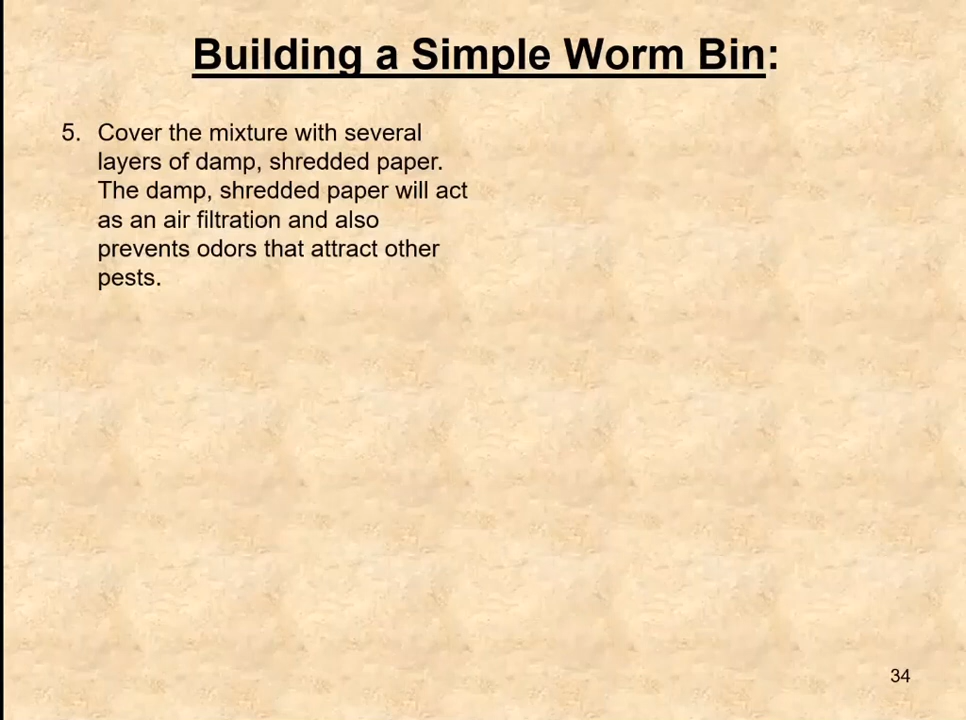 Building a Simple Worm Bin:
5. Cover the mixture with several
layers of damp, shredded paper.
The damp, shredded paper will act
as an air filtration and also
prevents odors that attract other
pests.
34